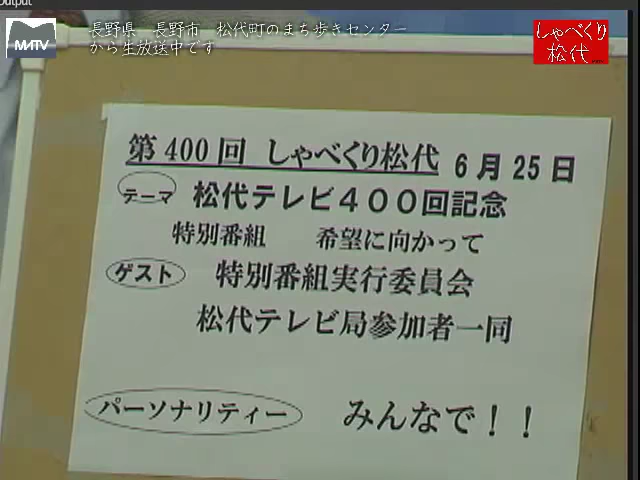 Output
MATV
長野県　長野市　松代町のまち歩きセンター
から生放送中です
しゃべくり
松代
第400回 しゃべくり松代 6月25日
テーマ 松代テレビ400回記念
特別番組　希望に向かって
ゲスト 特別番組実行委員会
松代テレビ局参加者一同
パーソナリティー みんなで！！